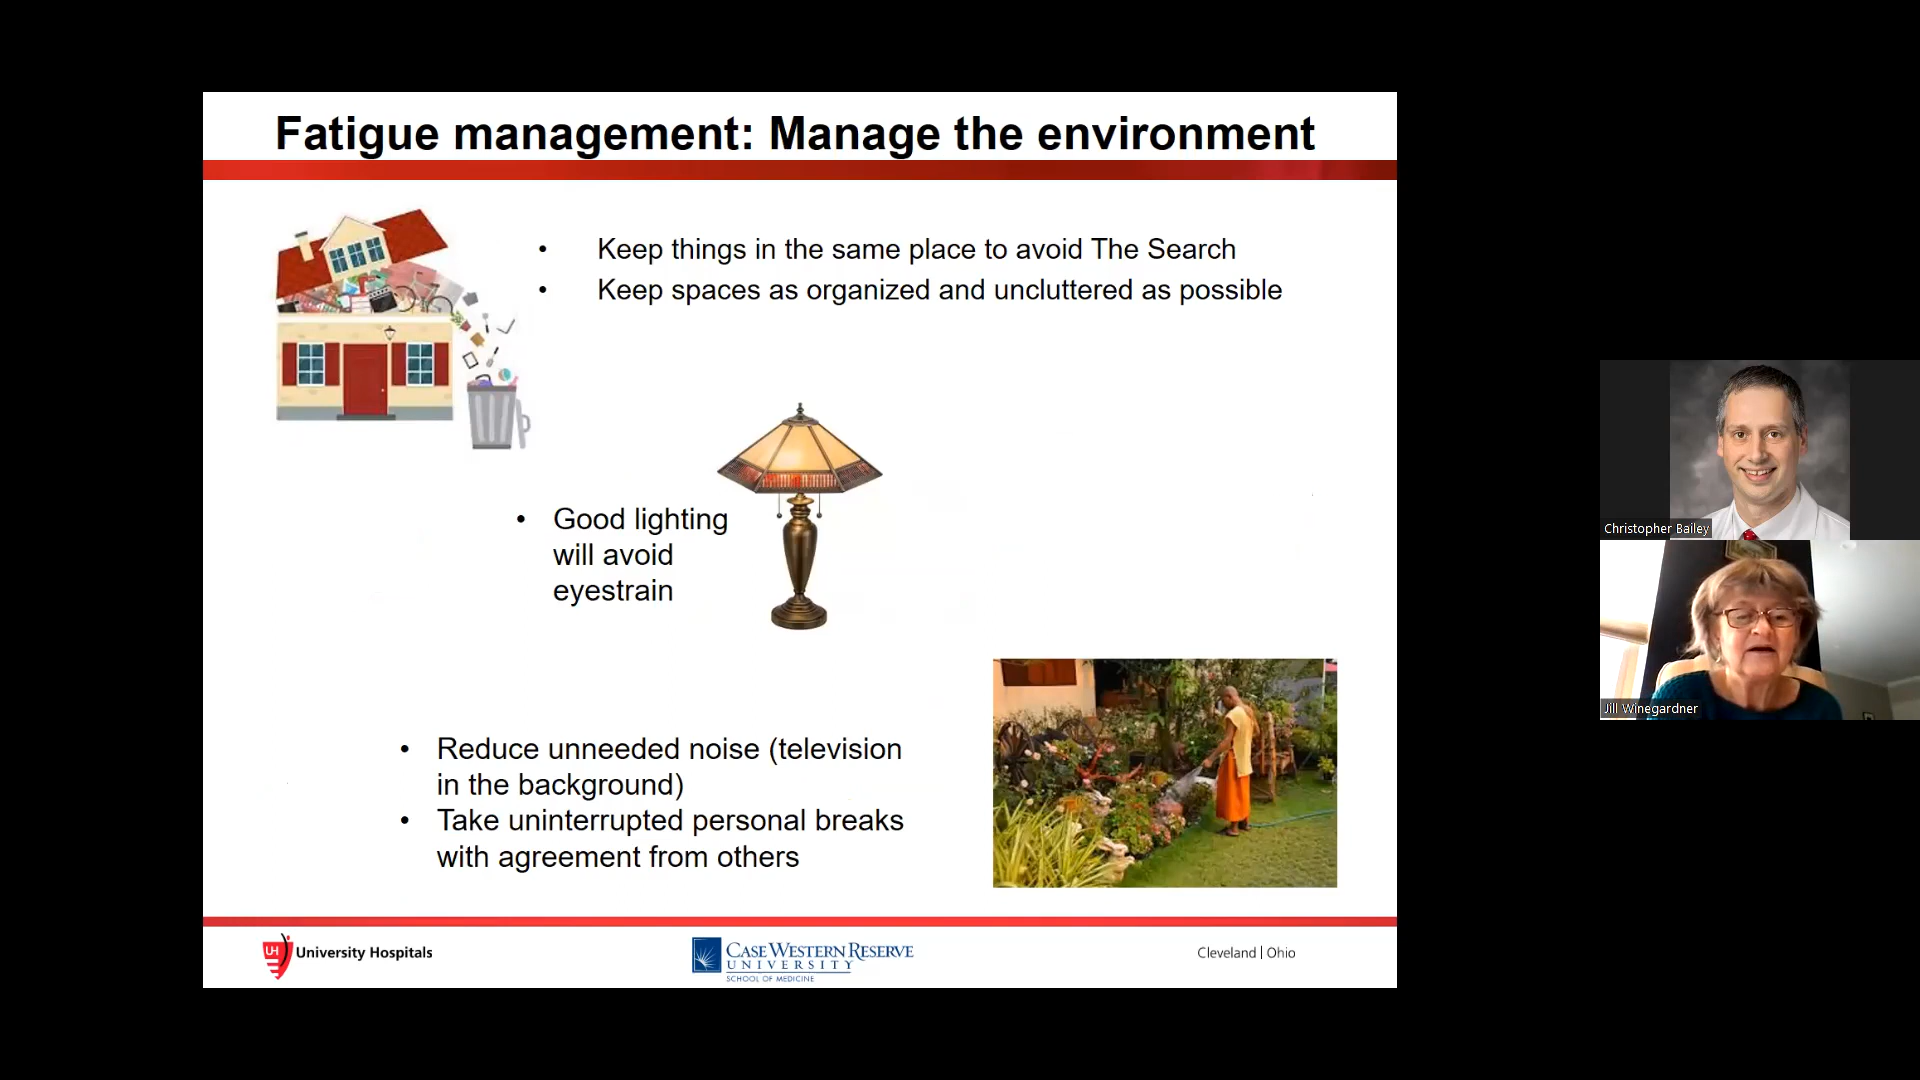 Fatigue management: Manage the environment
• Keep things in the same place to avoid The Search
• Keep spaces as organized and uncluttered as possible
• Good lighting
will avoid
eyestrain
• Reduce unneeded noise (television
in the background)
• Take uninterrupted personal breaks
with agreement from others
UH University Hospitals
CASE WESTERN RESERVE
UNIVERSITY
SCHOOL OF MEDICINE
Cleveland | Ohio
Christopher Bailey
Jill Winegardner